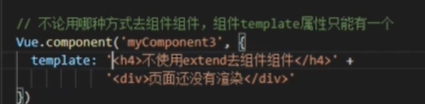 // 不论用哪种方式去组件组件，组件template属性只能有一个
Vue.component('myComponent3', {
template: '<h4>不使用extend去组件组件</h4>' +
'<div>页面还没有渲染</div>'
})